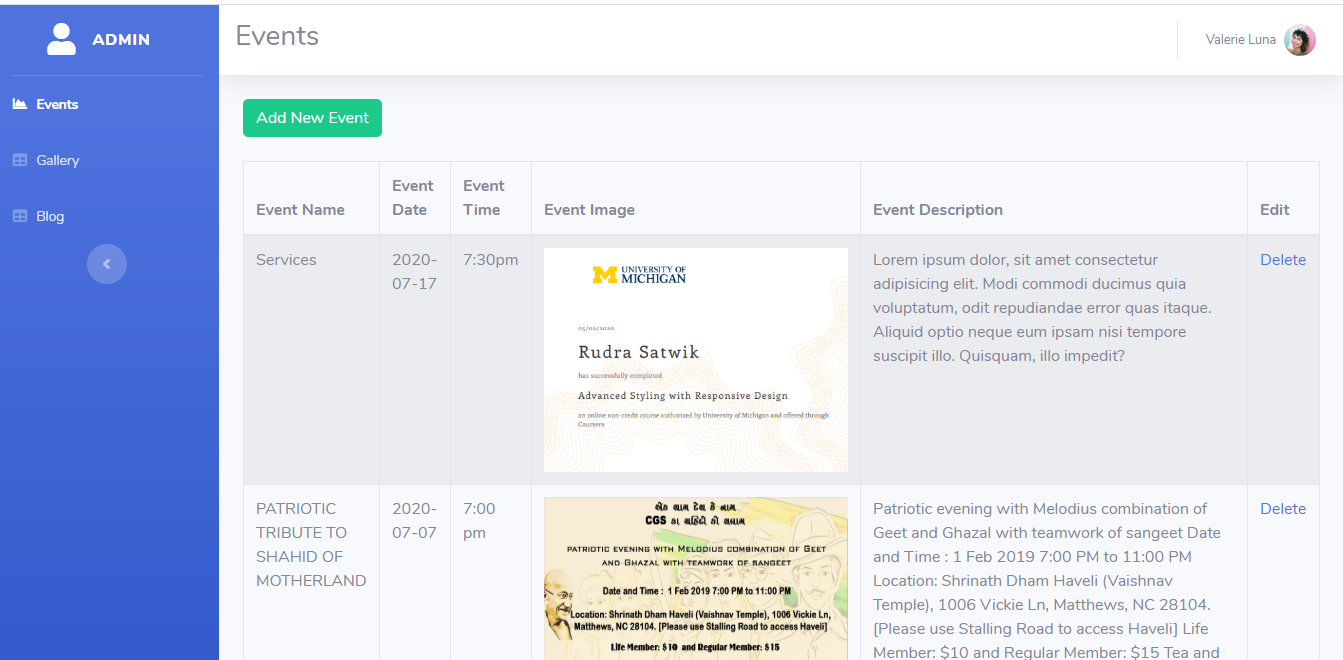 ADMIN
Events
Gallery
Blog
Events
Valerie Luna
Add New Event
Event Name
Event
Date
Event
Time
Event Image
Event Description
Edit
Services
2020-
07-17
7:30pm
UNIVERSITY OF
MICHIGAN
05/02/2020
Rudra Satwik
has successfully completed
Advanced Styling with Responsive Design
an online non-credit course authorized by University of Michigan and offered through
Coursera
Lorem ipsum dolor, sit amet consectetur
adipisicing elit. Modi commodi ducimus quia
voluptatum, odit repudiandae error quas itaque.
Aliquid optio neque eum ipsam nisi tempore
suscipit illo. Quisquam, illo impedit?
Delete
PATRIOTIC
TRIBUTE TO
SHAHID OF
MOTHERLAND
2020-
07-07
7:00
pm
એક શામ દેશ કે નામ
CGS
PATRIOTIC EVENING WITH MELODIUS COMBINATION OF GEET
AND GHAZAL WITH TEAMWORK OF SANGEET
Date and Time : 1 Feb 2019 7:00 PM to 11:00 PM
Location: Shrinath Dham Haveli (Vaishnav Temple), 1006 Vickie Ln,
Matthews, NC 28104. [Please use Stalling Road to access Haveli]
Life Member: $10 and Regular Member: $15
Patriotic evening with Melodius combination of
Geet and Ghazal with teamwork of sangeet Date
and Time : 1 Feb 2019 7:00 PM to 11:00 PM
Location: Shrinath Dham Haveli (Vaishnav
Temple), 1006 Vickie Ln, Matthews, NC 28104.
[Please use Stalling Road to access Haveli] Life
Member: $10 and Regular Member: $15 Tea and
Delete